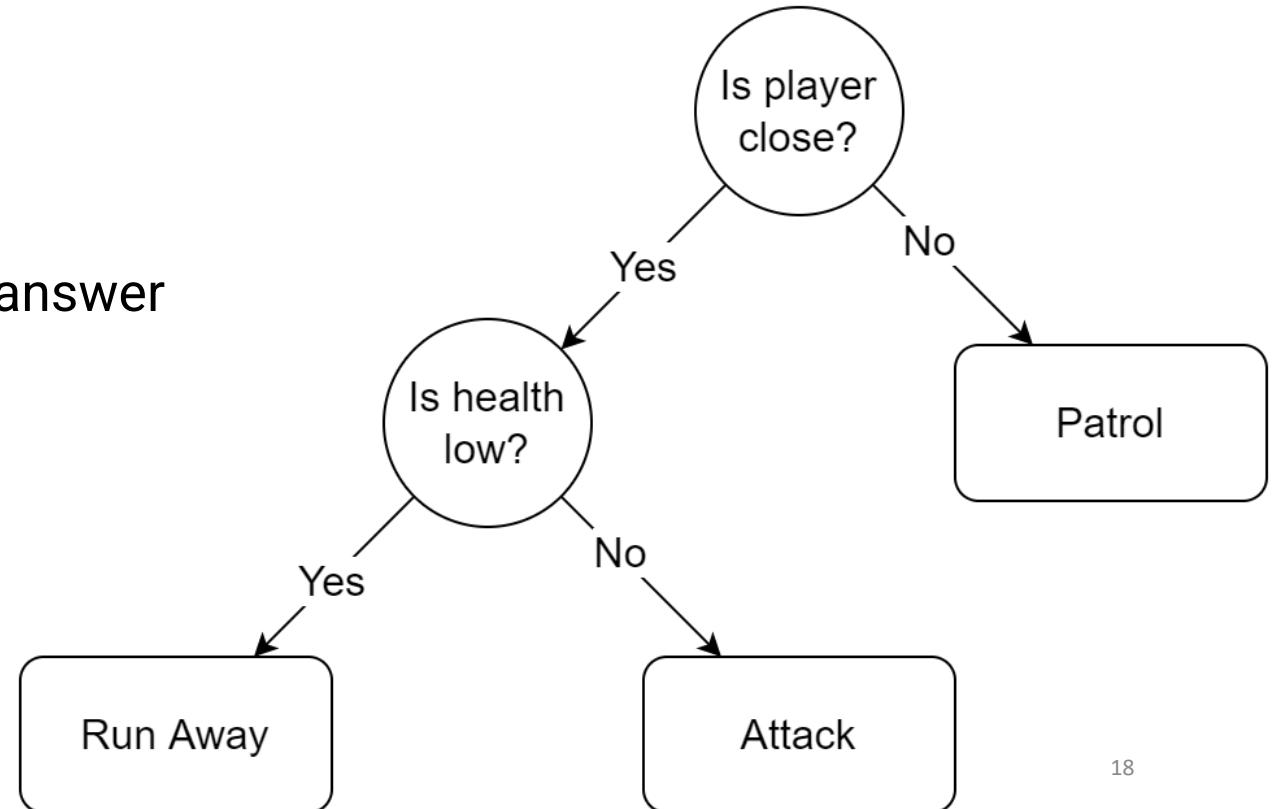 Is player
close?
Yes
No
answer
Is health
low?
Patrol
Yes
No
Run Away
Attack
18